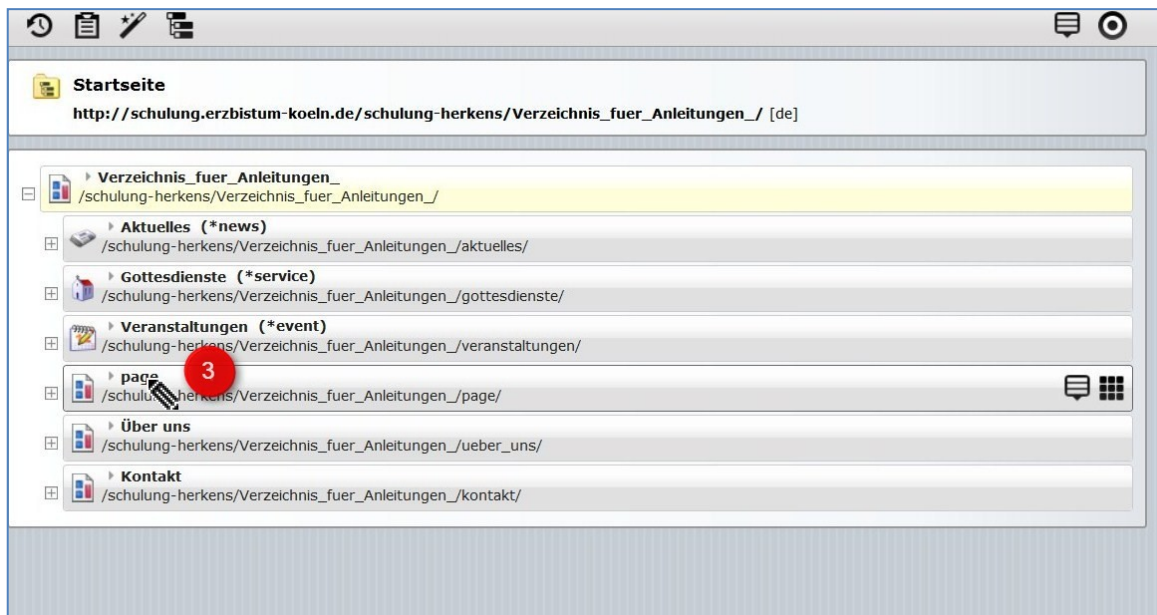 Startseite
http://schulung.erzbistum-koeln.de/schulung-herkens/Verzeichnis_fuer_Anleitungen_/ [de]
Verzeichnis_fuer_Anleitungen_
/schulung-herkens/Verzeichnis_fuer_Anleitungen_/
Aktuelles (*news)
/schulung-herkens/Verzeichnis_fuer_Anleitungen_/aktuelles/
Gottesdienste (*service)
/schulung-herkens/Verzeichnis_fuer_Anleitungen_/gottesdienste/
Veranstaltungen (*event)
/schulung-herkens/Verzeichnis_fuer_Anleitungen_/veranstaltungen/
page 3
/schulung-herkens/Verzeichnis_fuer_Anleitungen_/page/
Über uns
/schulung-herkens/Verzeichnis_fuer_Anleitungen_/ueber_uns/
Kontakt
/schulung-herkens/Verzeichnis_fuer_Anleitungen_/kontakt/